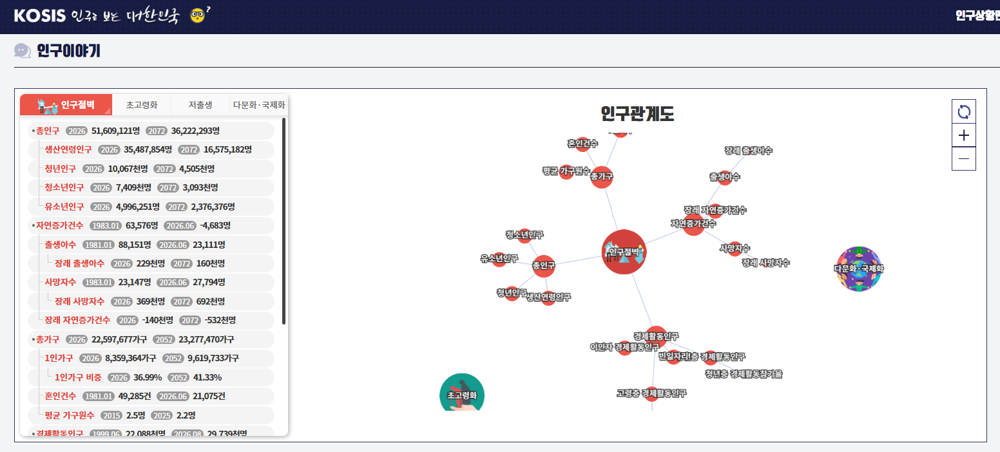 KOSIS 인구로 보는 대한민국 ?
인구상황판
인구이야기
인구절벽 초고령화 저출생 다문화·국제화
•총인구 2026 51,609,121명 2072 36,222,293명
생산연령인구 2026 35,487,854명 2072 16,575,182명
청년인구 2026 10,067천명 2072 4,505천명
청소년인구 2026 7,409천명 2072 3,093천명
유소년인구 2026 4,996,251명 2072 2,376,376명
•자연증가건수 1983.01 63,576명 2026.06 -4,683명
출생아수 1981.01 88,151명 2026.06 23,111명
장래 출생아수 2026 229천명 2072 160천명
사망자수 1983.01 23,147명 2026.06 27,794명
장래 사망자수 2026 369천명 2072 692천명
장래 자연증가건수 2026 -140천명 2072 -532천명
•총가구 2026 22,597,677가구 2052 23,277,470가구
1인가구 2026 8,359,364가구 2052 9,619,733가구
1인가구 비중 2026 36.99% 2052 41.33%
혼인건수 1981.01 49,285건 2026.06 21,075건
평균 가구원수 2015 2.5명 2025 2.2명
•경제활동인구 1999.06 22,088천명 2026.08 29,739천명
인구관계도
혼인건수
평균 가구원수
총가구
장래 출생아수
출생아수
장래 자연증가건수
자연증가건수
사망자수
장래 사망자수
청소년인구
유소년인구
총인구
청년인구
생산연령인구
인구절벽
다문화·국제화
경제활동인구
이민자 경제활동인구
빈일자리
경제활동인구
청년층 경제활동참가율
고령층 경제활동인구
초고령화